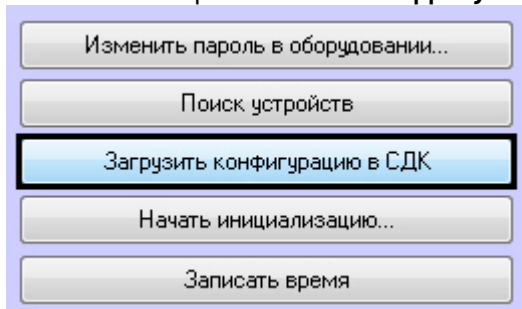 Изменить пароль в оборудовании...
Поиск устройств
Загрузить конфигурацию в СДК
Начать инициализацию...
Записать время